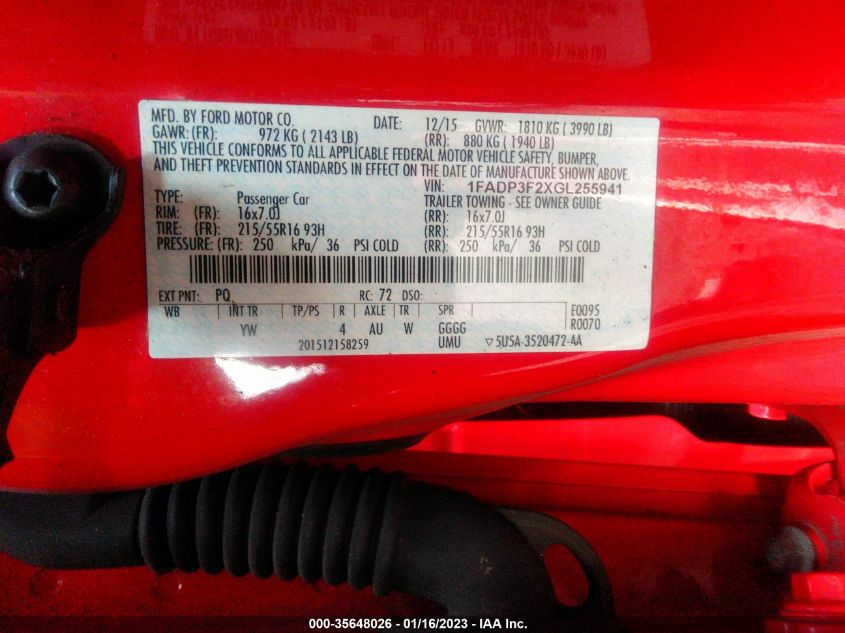 MFD. BY FORD MOTOR CO. DATE: 12/15 GVWR: 1810 KG ( 3990 LB)
GAWR: (FR): 972 KG ( 2143 LB) (RR): 880 KG ( 1940 LB)
THIS VEHICLE CONFORMS TO ALL APPLICABLE FEDERAL MOTOR VEHICLE SAFETY, BUMPER,
AND THEFT PREVENTION STANDARDS IN EFFECT ON THE DATE OF MANUFACTURE SHOWN ABOVE.
VIN: 1FADP3F2XGL255941
TYPE: Passenger Car TRAILER TOWING - SEE OWNER GUIDE
RIM: (FR): 16x7.0J (RR): 16x7.0J
TIRE: (FR): 215/55R16 93H (RR): 215/55R16 93H
PRESSURE: (FR): 250 kPa/ 36 PSI COLD (RR): 250 kPa/ 36 PSI COLD
EXT PNT: PQ RC: 72 DSO:
WB INT TR TP/PS R AXLE TR SPR E0095
YW 4 AU W GGGG R0070
201512158259 UMU ▽5U5A-3520472-AA
000-35648026 - 01/16/2023 - IAA Inc.